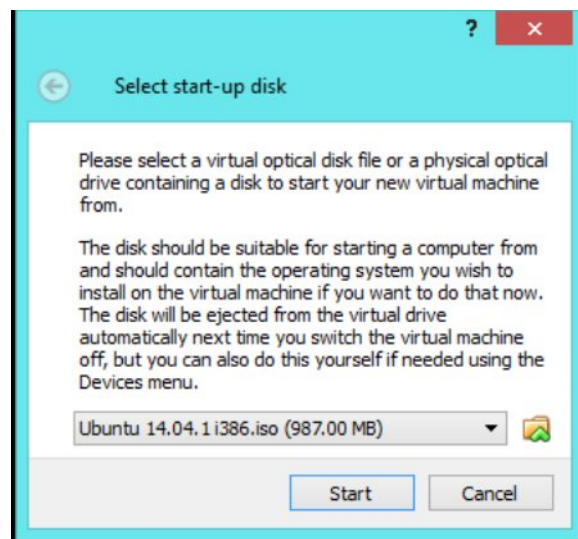 ?
Select start-up disk
Please select a virtual optical disk file or a physical optical
drive containing a disk to start your new virtual machine
from.
The disk should be suitable for starting a computer from
and should contain the operating system you wish to
install on the virtual machine if you want to do that now.
The disk will be ejected from the virtual drive
automatically next time you switch the virtual machine
off, but you can also do this yourself if needed using the
Devices menu.
Ubuntu 14.04.1 i386.iso (987.00 MB)
Start Cancel